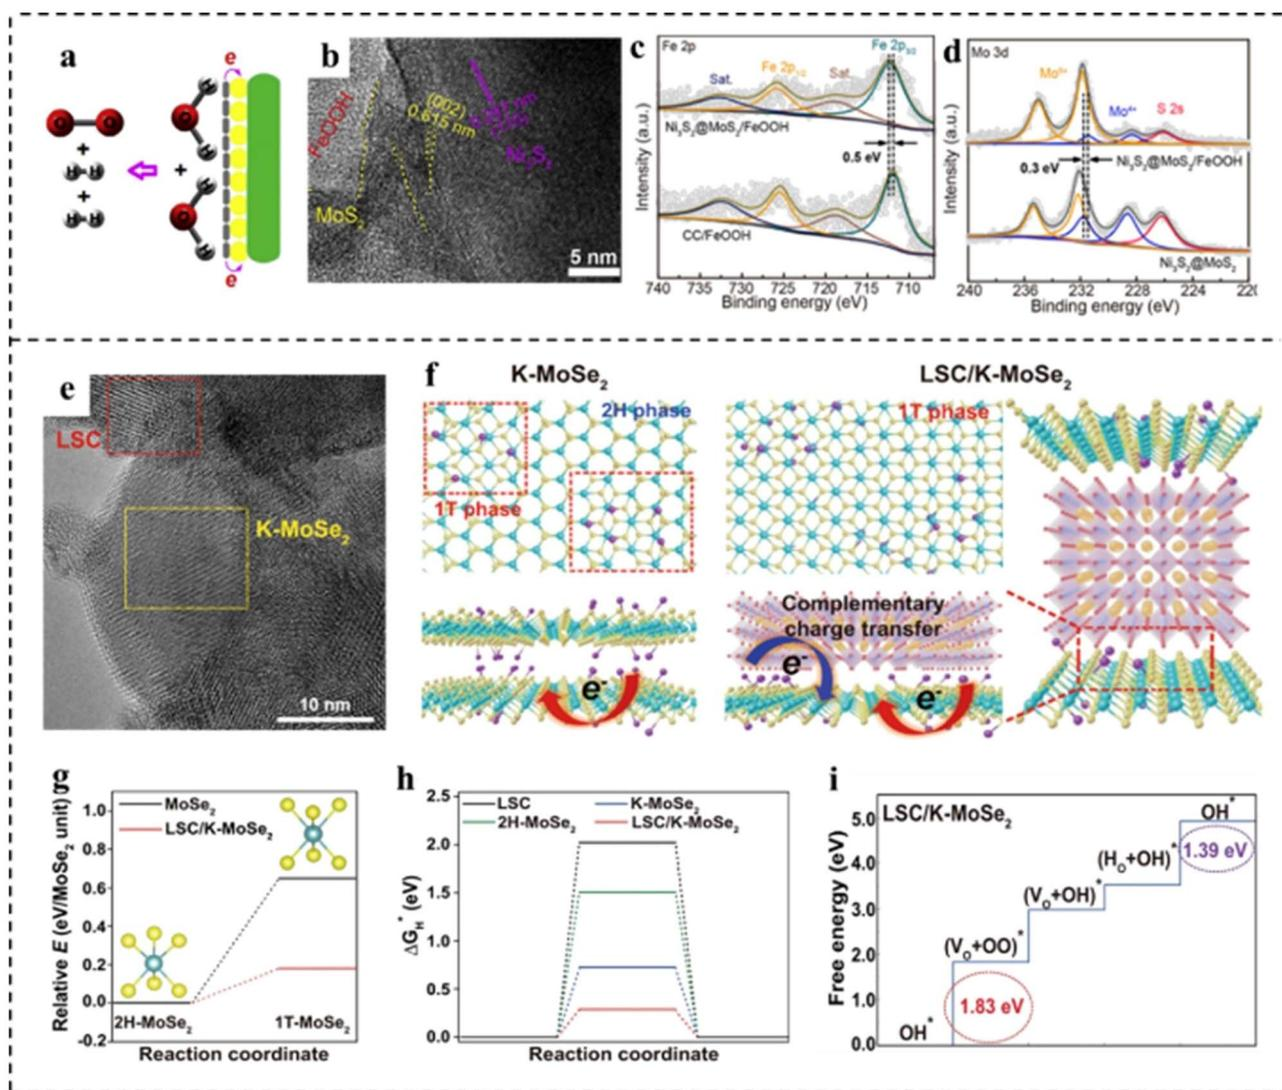 a
e
O
O
H
H
+
H-H
+
H-H
+
O
H
H
e
b
FeOOH
(002)
0.615 nm
Ni₃S₂
MoS₂
5 nm
c
Fe 2p
Fe 2p₃/₂
Fe 2p₁/₂
Sat.
Sat.
Ni₃S₂@MoS₂/FeOOH
0.5 eV
CC/FeOOH
Intensity (a.u.)
740 735 730 725 720 715 710
Binding energy (eV)
d
Mo 3d
Mo⁶⁺
Mo⁴⁺
S 2s
Ni₃S₂@MoS₂/FeOOH
0.3 eV
Ni₃S₂@MoS₂
Intensity (a.u.)
240 236 232 228 224 220
Binding energy (eV)
e
LSC
K-MoSe₂
10 nm
f
K-MoSe₂
LSC/K-MoSe₂
2H phase
1T phase
1T phase
Complementary
charge transfer
e⁻
e⁻
e⁻
g
Relative E (eV/MoSe₂ unit)
1.0
0.8
0.6
0.4
0.2
0.0
-0.2
MoSe₂
LSC/K-MoSe₂
2H-MoSe₂
1T-MoSe₂
Reaction coordinate
h
ΔG_H* (eV)
2.5
2.0
1.5
1.0
0.5
0.0
LSC
K-MoSe₂
2H-MoSe₂
LSC/K-MoSe₂
Reaction coordinate
i
LSC/K-MoSe₂
Free energy (eV)
5.0
4.0
3.0
2.0
1.0
0.0
OH*
1.39 eV
(H_O+OH)*
(V_O+OH)*
(V_O+OO)*
1.83 eV
OH*